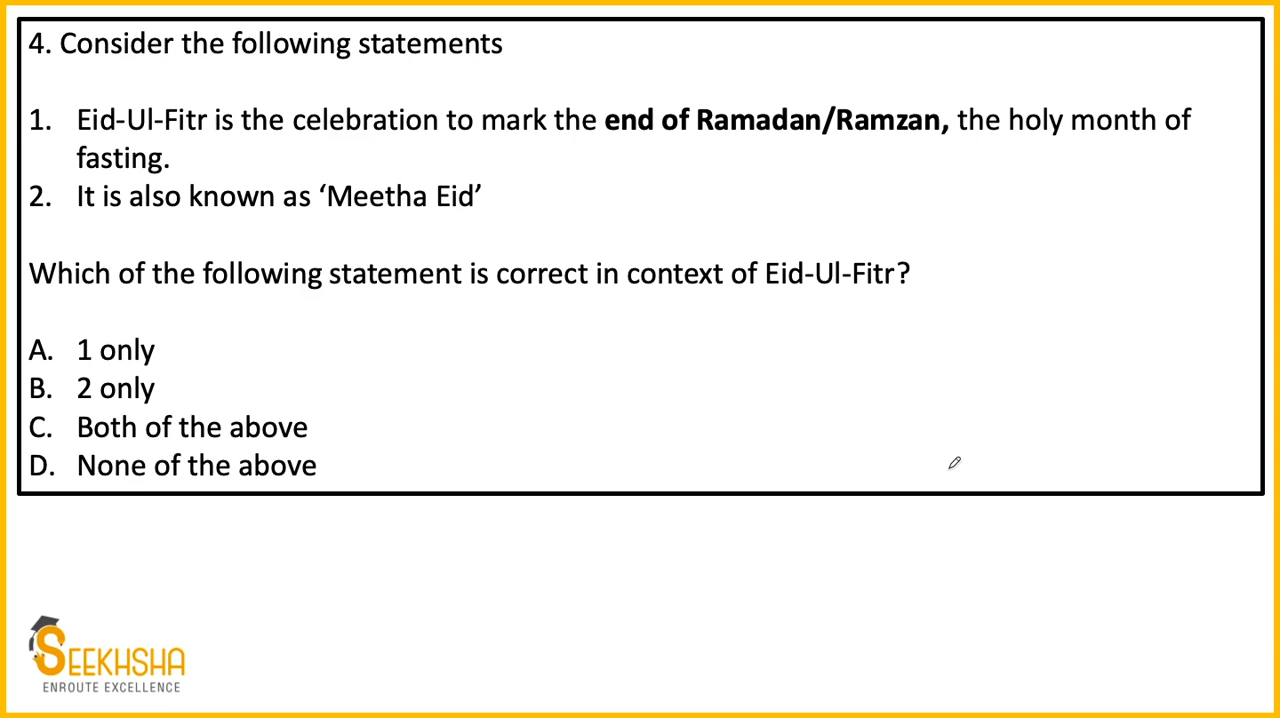 4. Consider the following statements
1. Eid-Ul-Fitr is the celebration to mark the end of Ramadan/Ramzan, the holy month of
fasting.
2. It is also known as ‘Meetha Eid’
Which of the following statement is correct in context of Eid-Ul-Fitr?
A. 1 only
B. 2 only
C. Both of the above
D. None of the above
SEEKHSHA
ENROUTE EXCELLENCE